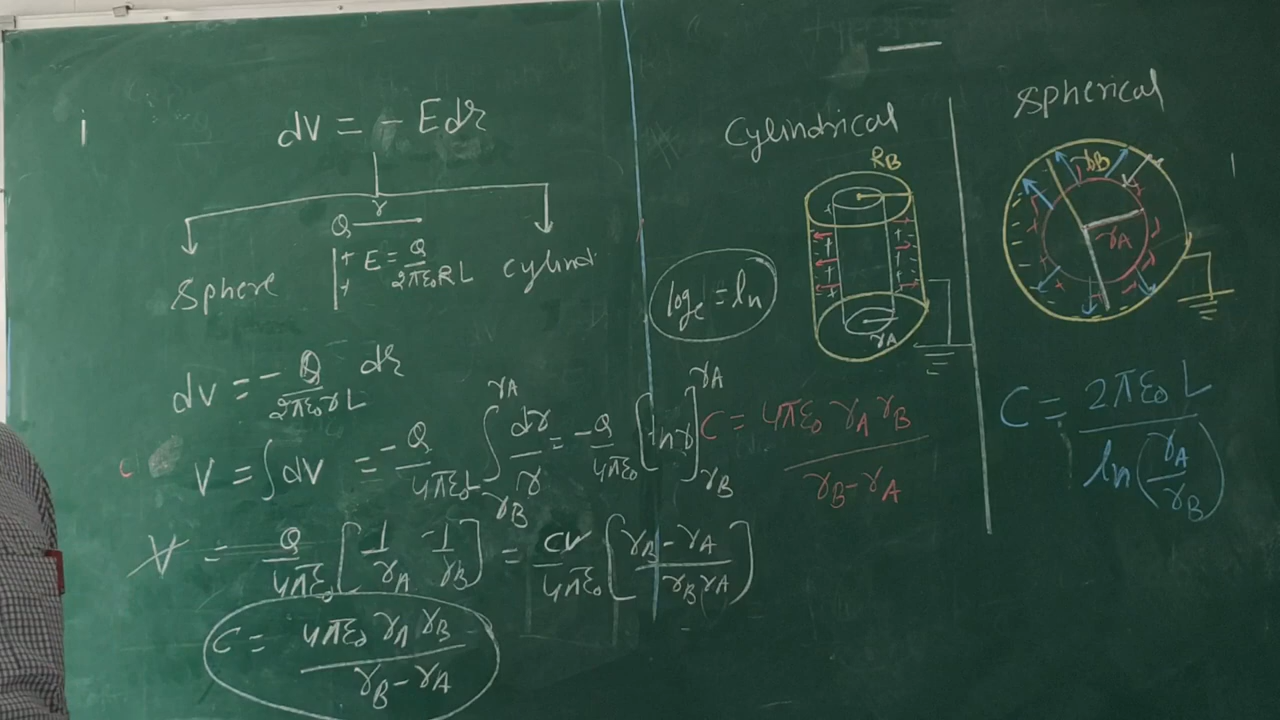 i
dV = - Edr
r
Q
Sphere
+ E = Q / 2πε₀RL
+
Cylind
dv = - Q / 2πε₀rL dr
V = ∫dV = -Q / 4πε₀L ∫_{rB}^{rA} dr / r = -Q / 4πε₀ [ln r]_{rB}^{rA}
V = Q / 4πε₀ [1 / rA - 1 / rB] = CV / 4πε₀ [rB - rA / rB rA]
C = 4πε₀ rA rB / rB - rA
logₑ = ln
Cylindrical
RB
rA
C = 4πε₀ rA rB / rB - rA
Spherical
rB
rA
C = 2πε₀ L / ln (rA / rB)